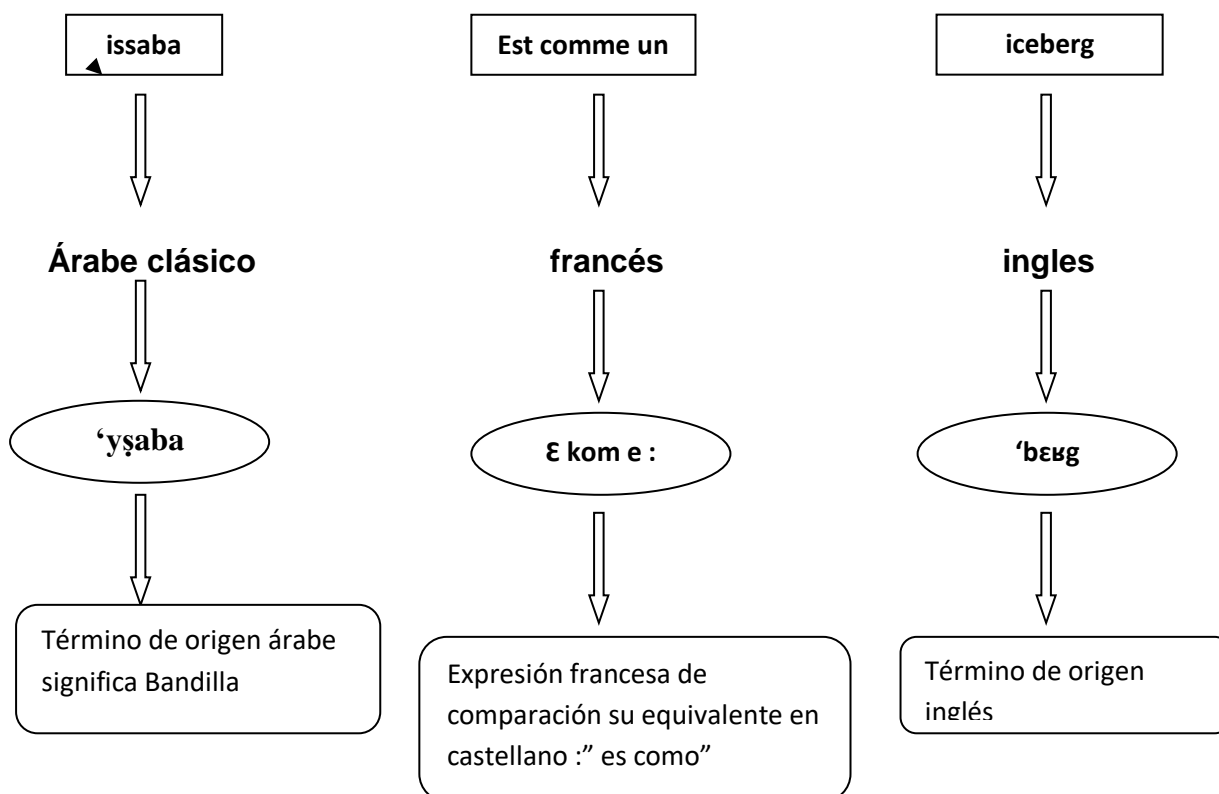 issaba
Est comme un
iceberg
Árabe clásico
francés
ingles
‘yṣaba
Ɛ kom e :
‘bɛʁg
Término de origen árabe
significa Bandilla
Expresión francesa de
comparación su equivalente en
castellano :” es como”
Término de origen
inglés